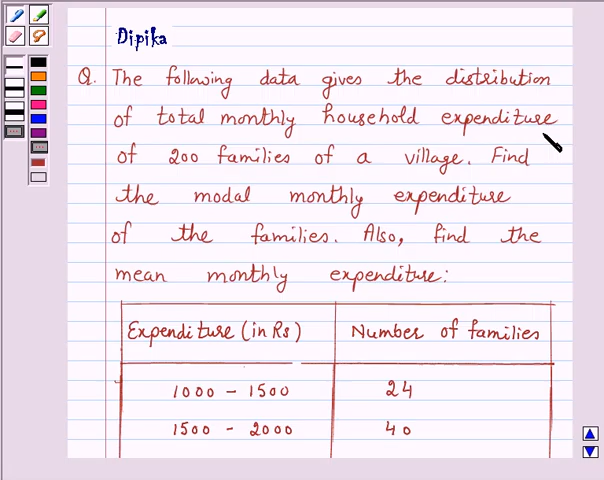 Dipika
Q. The following data gives the distribution
of total monthly household expenditure
of 200 families of a village. Find
the modal monthly expenditure
of the families. Also, find the
mean monthly expenditure:
Expenditure (in Rs) Number of families
1000 - 1500 24
1500 - 2000 40